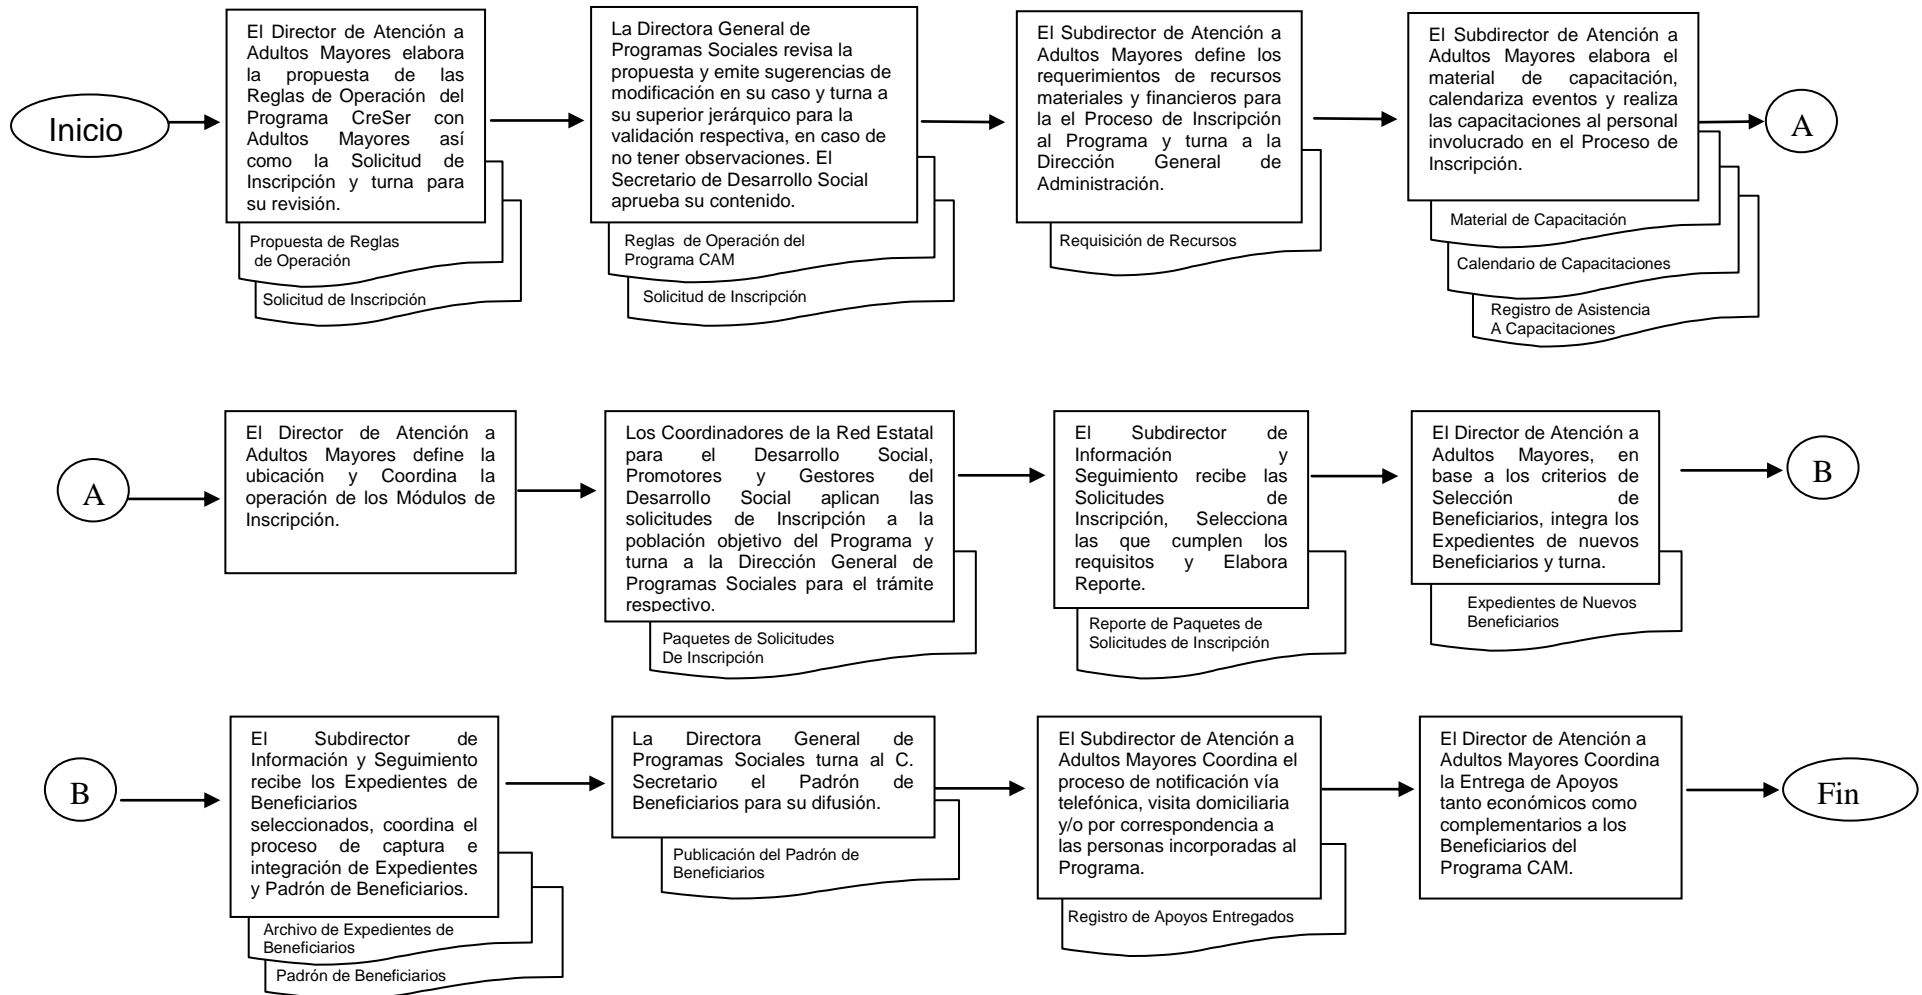 Inicio
El Director de Atención a
Adultos Mayores elabora
la propuesta de las
Reglas de Operación del
Programa CreSer con
Adultos Mayores así
como la Solicitud de
Inscripción y turna para
su revisión.
Propuesta de Reglas
de Operación
Solicitud de Inscripción
La Directora General de
Programas Sociales revisa la
propuesta y emite sugerencias de
modificación en su caso y turna a
su superior jerárquico para la
validación respectiva, en caso de
no tener observaciones. El
Secretario de Desarrollo Social
aprueba su contenido.
Reglas de Operación del
Programa CAM
Solicitud de Inscripción
El Subdirector de Atención a
Adultos Mayores define los
requerimientos de recursos
materiales y financieros para
la el Proceso de Inscripción
al Programa y turna a la
Dirección General de
Administración.
Requisición de Recursos
El Subdirector de Atención a
Adultos Mayores elabora el
material de capacitación,
calendariza eventos y realiza
las capacitaciones al personal
involucrado en el Proceso de
Inscripción.
Material de Capacitación
Calendario de Capacitaciones
Registro de Asistencia
A Capacitaciones
A
A
El Director de Atención a
Adultos Mayores define la
ubicación y Coordina la
operación de los Módulos de
Inscripción.
Los Coordinadores de la Red Estatal
para el Desarrollo Social,
Promotores y Gestores del
Desarrollo Social aplican las
solicitudes de Inscripción a la
población objetivo del Programa y
turna a la Dirección General de
Programas Sociales para el trámite
respectivo.
Paquetes de Solicitudes
De Inscripción
El Subdirector de
Información y
Seguimiento recibe las
Solicitudes de
Inscripción, Selecciona
las que cumplen los
requisitos y Elabora
Reporte.
Reporte de Paquetes de
Solicitudes de Inscripción
El Director de Atención a
Adultos Mayores, en
base a los criterios de
Selección de
Beneficiarios, integra los
Expedientes de nuevos
Beneficiarios y turna.
Expedientes de Nuevos
Beneficiarios
B
B
El Subdirector de
Información y Seguimiento
recibe los Expedientes de
Beneficiarios
seleccionados, coordina el
proceso de captura e
integración de Expedientes
y Padrón de Beneficiarios.
Archivo de Expedientes de
Beneficiarios
Padrón de Beneficiarios
La Directora General de
Programas Sociales turna al C.
Secretario el Padrón de
Beneficiarios para su difusión.
Publicación del Padrón de
Beneficiarios
El Subdirector de Atención a
Adultos Mayores Coordina el
proceso de notificación vía
telefónica, visita domiciliaria
y/o por correspondencia a
las personas incorporadas al
Programa.
Registro de Apoyos Entregados
El Director de Atención a
Adultos Mayores Coordina
la Entrega de Apoyos
tanto económicos como
complementarios a los
Beneficiarios del
Programa CAM.
Fin